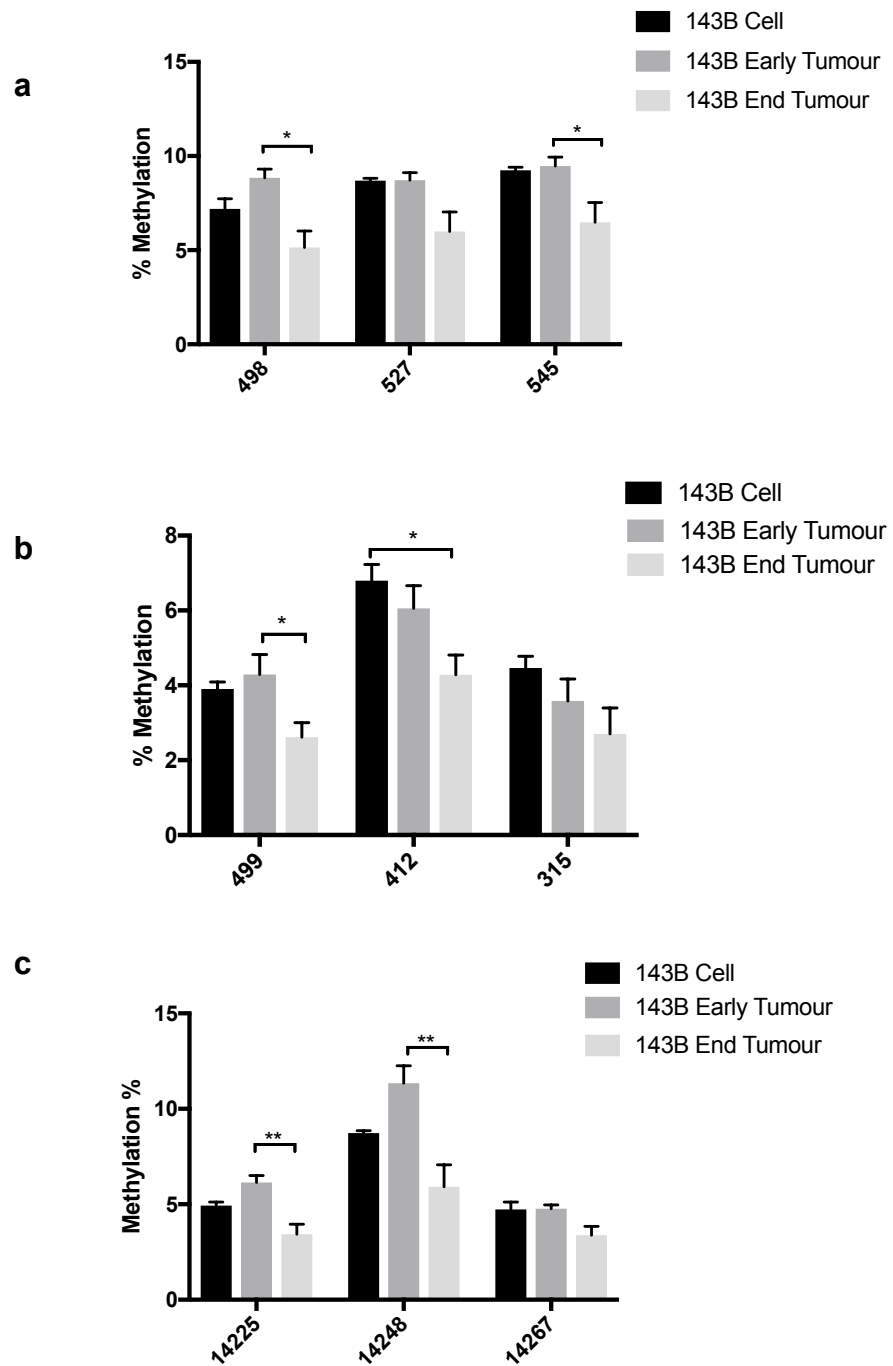 a
143B Cell
143B Early Tumour
143B End Tumour
% Methylation
15
10
5
0
*
*
498
527
545
b
143B Cell
143B Early Tumour
143B End Tumour
% Methylation
8
6
4
2
0
*
*
499
412
315
c
143B Cell
143B Early Tumour
143B End Tumour
Methylation %
15
10
5
0
**
**
14225
14248
14267